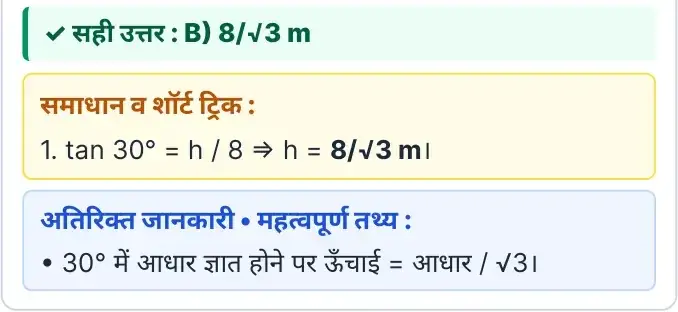 ✓ सही उत्तर : B) 8/√3 m
समाधान व शॉर्ट ट्रिक :
1. tan 30° = h / 8 ⇒ h = 8/√3 m।
अतिरिक्त जानकारी • महत्वपूर्ण तथ्य :
• 30° में आधार ज्ञात होने पर ऊँचाई = आधार / √3।